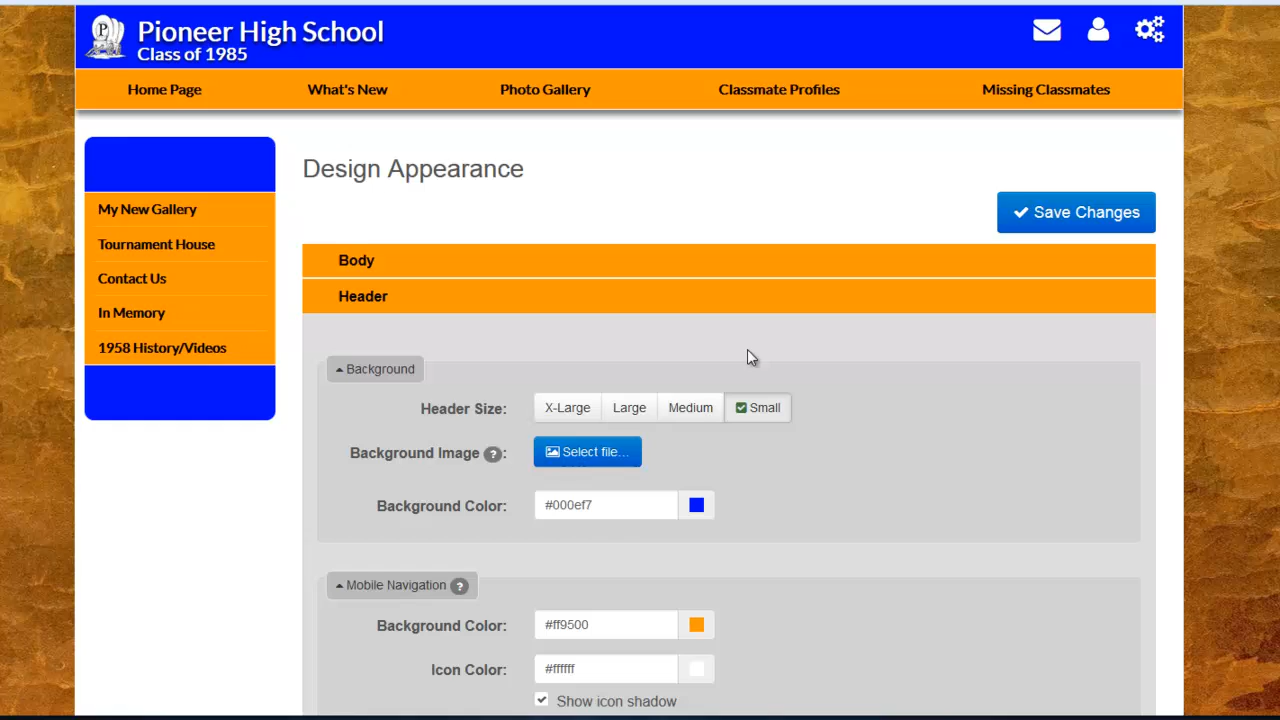 P
Pioneer High School
Class of 1985
Home Page
What's New
Photo Gallery
Classmate Profiles
Missing Classmates
My New Gallery
Tournament House
Contact Us
In Memory
1958 History/Videos
Design Appearance
Save Changes
Body
Header
Background
Header Size: X-Large Large Medium Small
Background Image ?: Select file...
Background Color: #000ef7
Mobile Navigation ?
Background Color: #ff9500
Icon Color: #ffffff
Show icon shadow